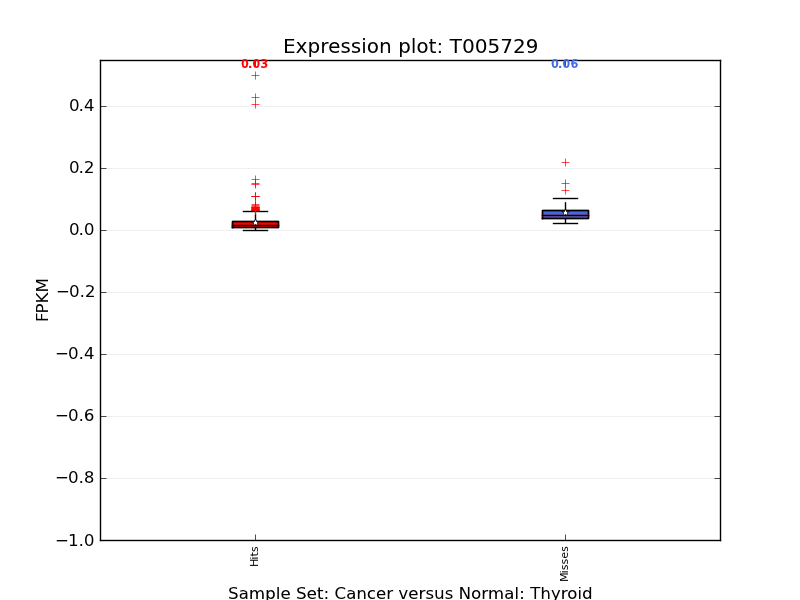 Expression plot: T005729
0.03
0.06
0.4
0.2
0.0
−0.2
−0.4
−0.6
−0.8
−1.0
FPKM
Hits
Misses
Sample Set: Cancer versus Normal: Thyroid